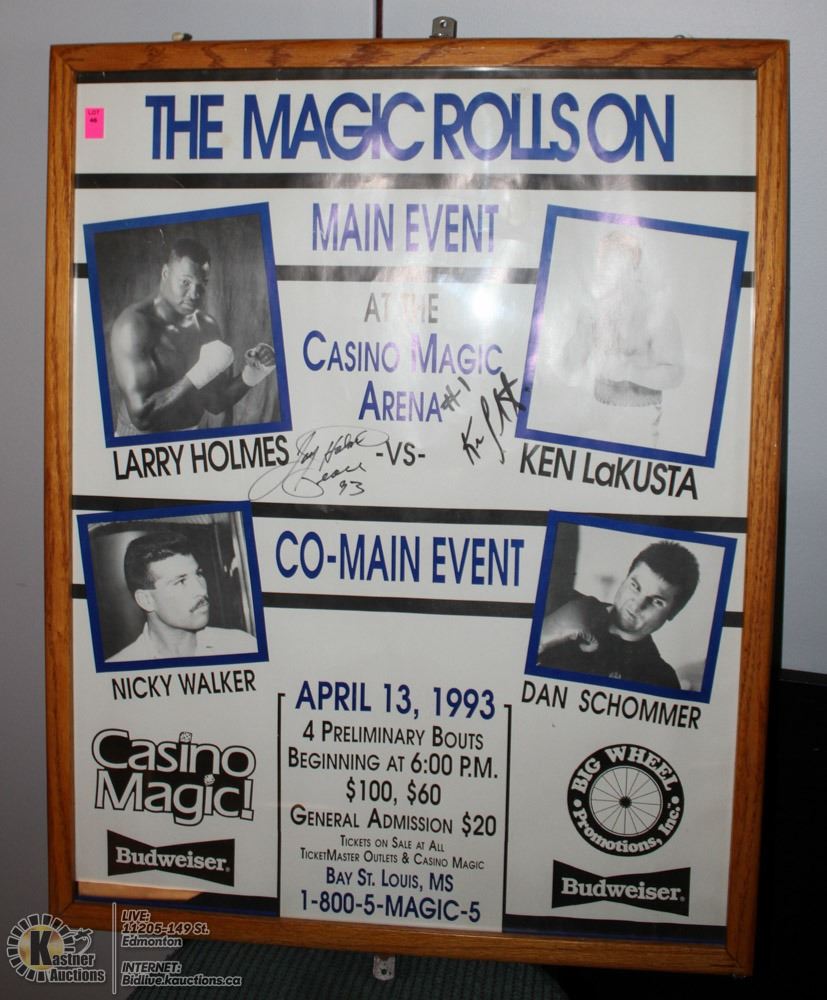 LOT
46
THE MAGIC ROLLS ON
MAIN EVENT
AT THE
CASINO MAGIC
ARENA
#1
LARRY HOLMES
-VS-
KEN LaKUSTA
Peace
93
CO-MAIN EVENT
NICKY WALKER
DAN SCHOMMER
APRIL 13, 1993
4 PRELIMINARY BOUTS
BEGINNING AT 6:00 P.M.
$100, $60
GENERAL ADMISSION $20
TICKETS ON SALE AT ALL
TICKETMASTER OUTLETS & CASINO MAGIC
BAY ST. LOUIS, MS
1-800-5-MAGIC-5
Casino
Magic!
Budweiser.
BIG WHEEL
Promotions, Inc.
Budweiser.
Kastner
Auctions
LIVE:
11205-149 St.
Edmonton
INTERNET:
Bidlive.kauctions.ca